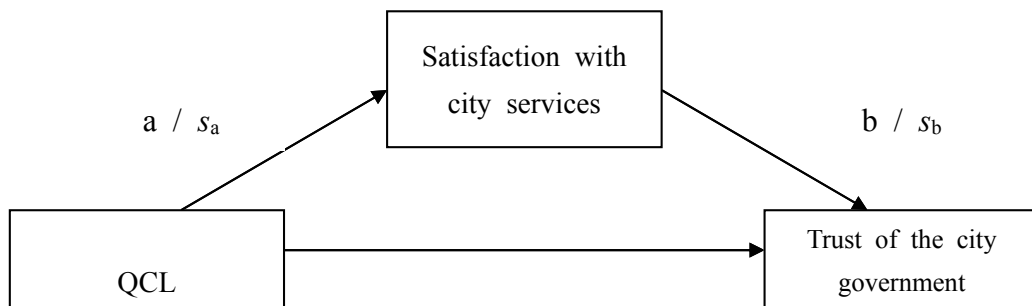 Satisfaction with
city services
a / sa
b / sb
QCL
Trust of the city
government